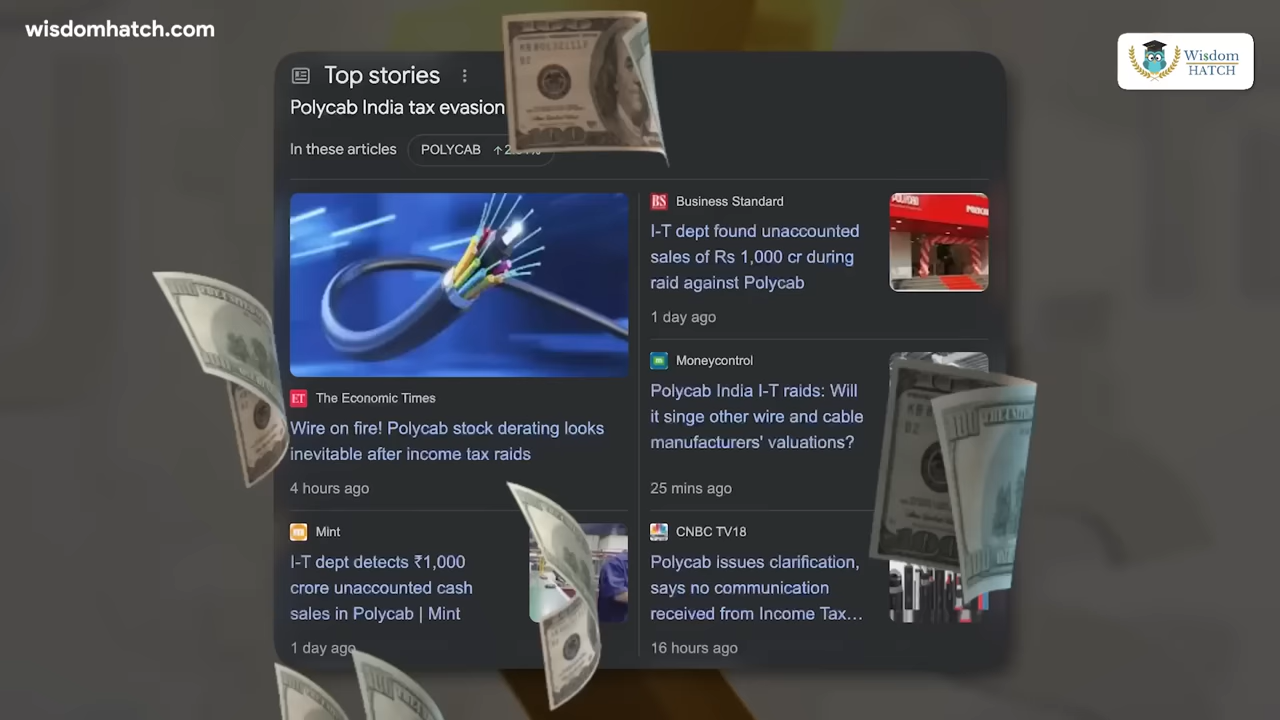 wisdomhatch.com
Wisdom
HATCH
Top stories
Polycab India tax evasion
In these articles
POLYCAB
The Economic Times
Wire on fire! Polycab stock derating looks
inevitable after income tax raids
4 hours ago
Mint
I-T dept detects ₹1,000
crore unaccounted cash
sales in Polycab | Mint
1 day ago
BS Business Standard
I-T dept found unaccounted
sales of Rs 1,000 cr during
raid against Polycab
1 day ago
Moneycontrol
Polycab India I-T raids: Will
it singe other wire and cable
manufacturers' valuations?
25 mins ago
CNBC TV18
Polycab issues clarification,
says no communication
received from Income Tax...
16 hours ago